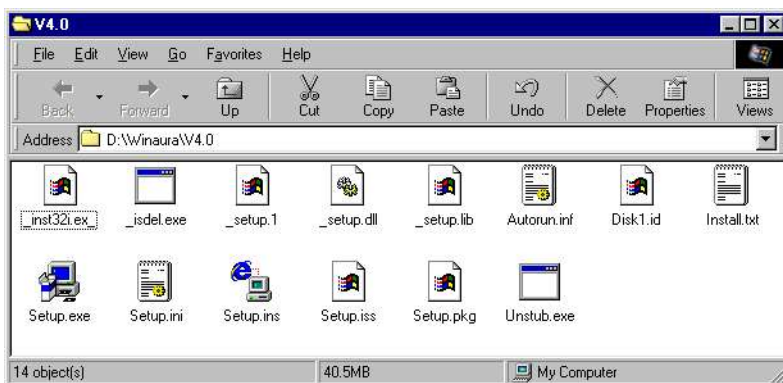 V4.0
File Edit View Go Favorites Help
Back Forward Up Cut Copy Paste Undo Delete Properties Views
Address D:\Winaura\V4.0
_inst32i.ex_ _isdel.exe _setup.1 _setup.dll _setup.lib Autorun.inf Disk1.id Install.txt
Setup.exe Setup.ini Setup.ins Setup.iss Setup.pkg Unstub.exe
14 object(s) 40.5MB My Computer